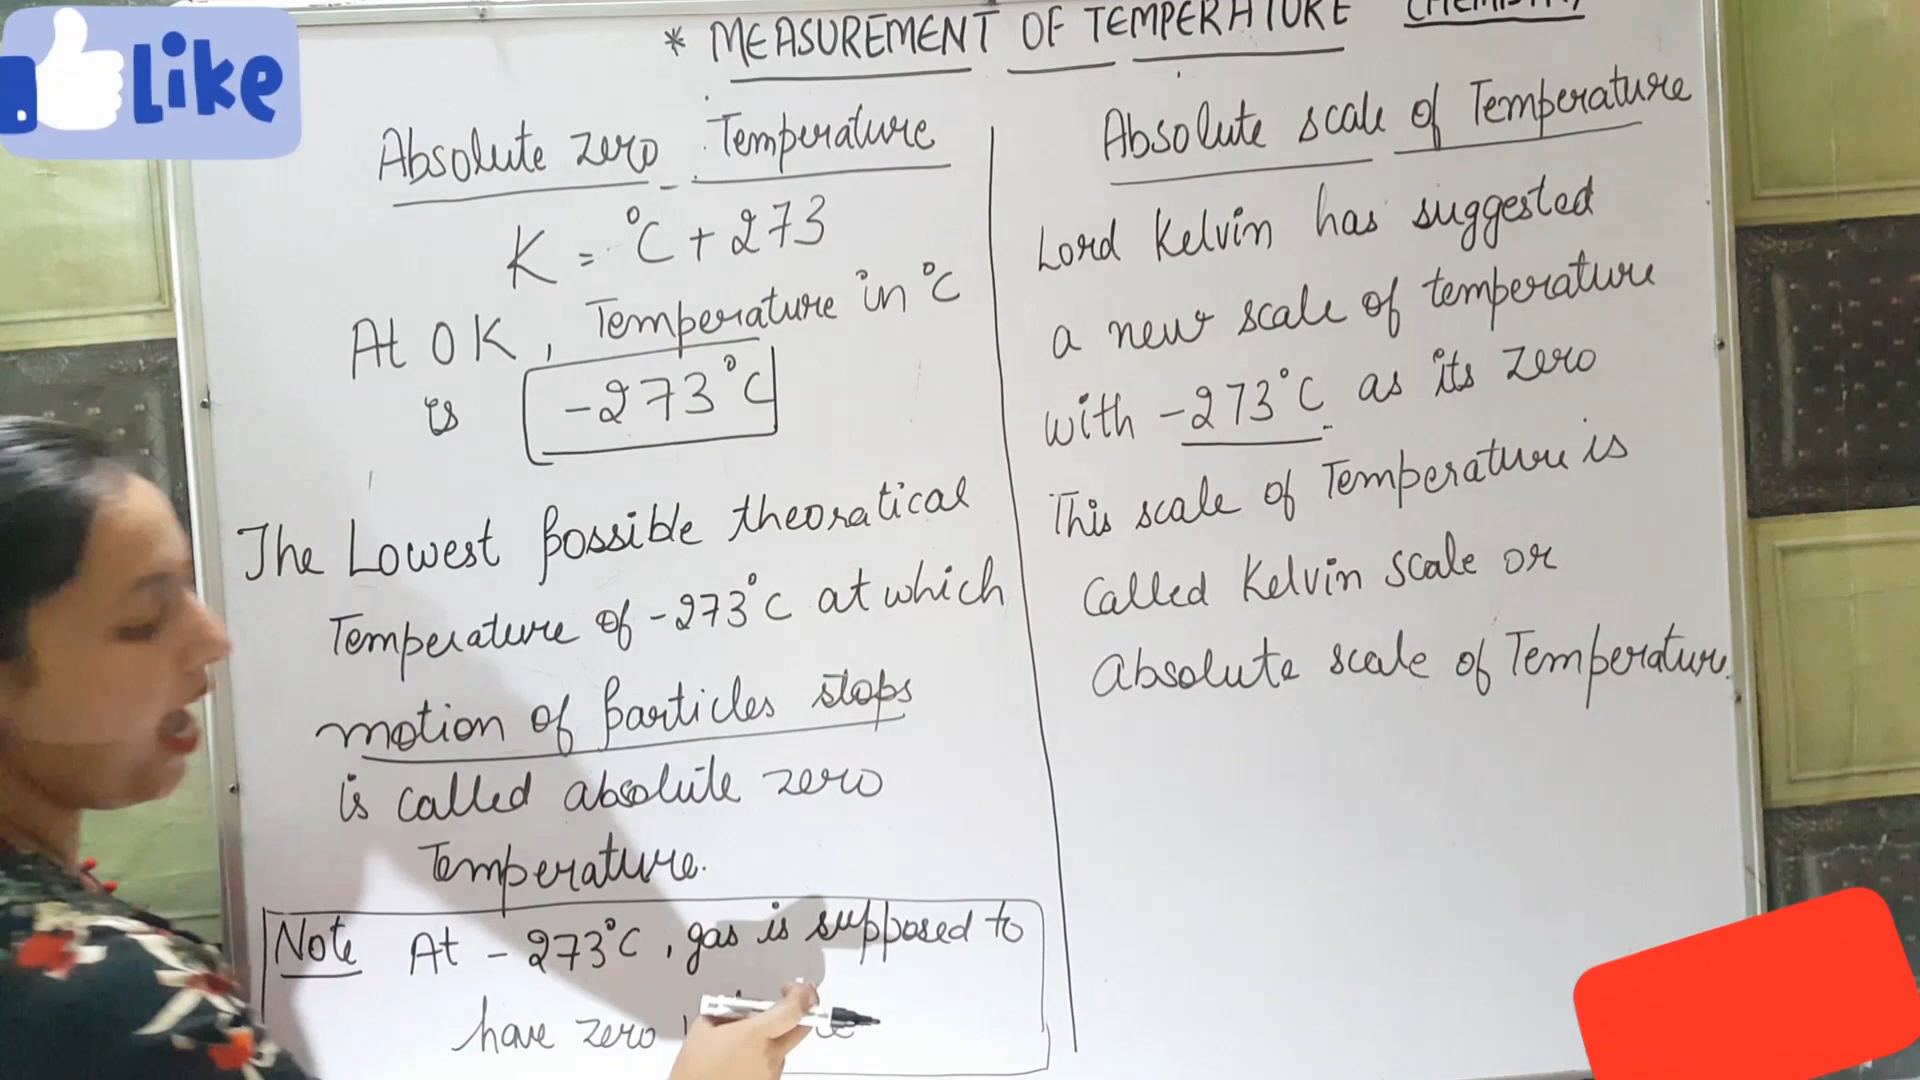 Like
* MEASUREMENT OF TEMPERATURE CHEMISTRY
Absolute zero Temperature
K = °C + 273
At 0 K, Temperature in °C
is -273°C
The Lowest possible theoratical
Temperature of -273°C at which
motion of particles stops
is called absolute zero
Temperature.
Note At -273°C, gas is supposed to
have zero
Absolute scale of Temperature
Lord Kelvin has suggested
a new scale of temperature
with -273°C as its zero
This scale of Temperature is
Called Kelvin scale or
absolute scale of Temperature.